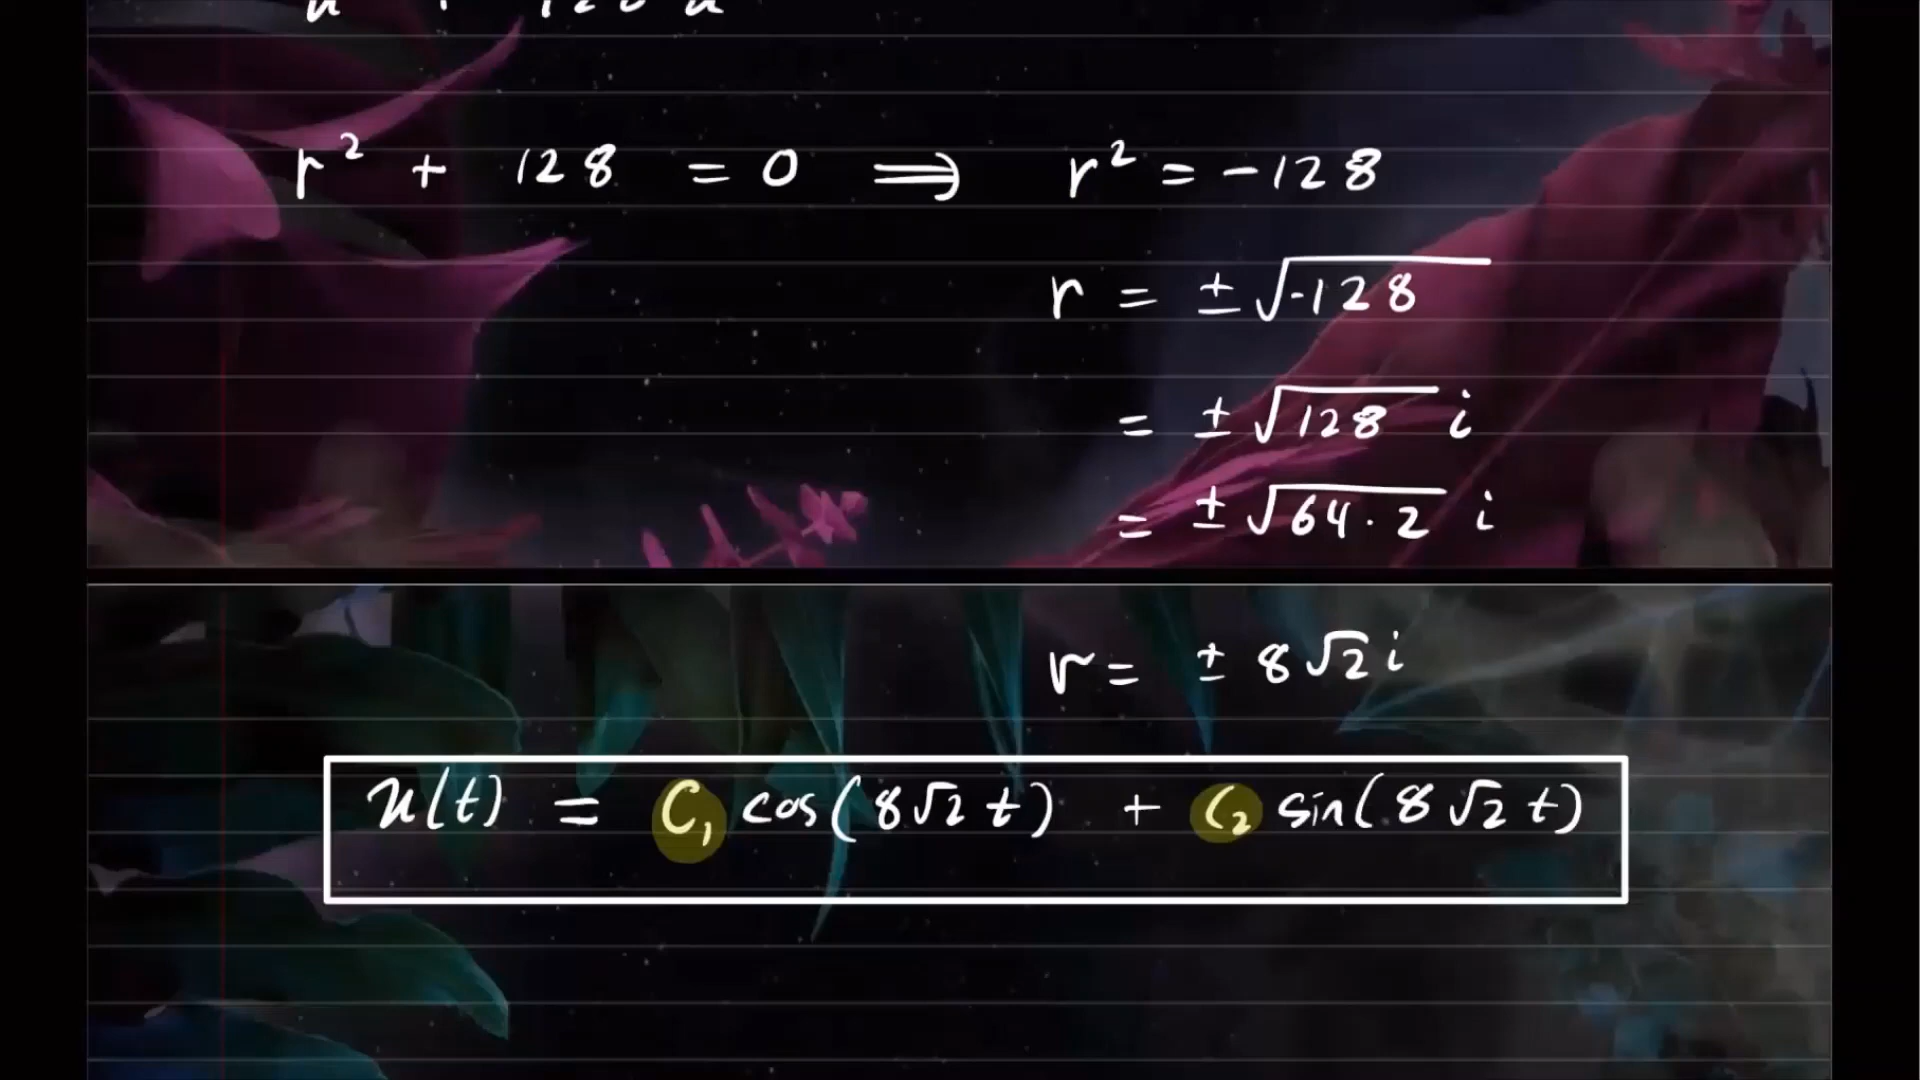 r² + 128 = 0 ⟹ r² = -128
r = ±√-128
= ±√128 i
= ±√64·2 i
r = ± 8√2 i
u(t) = C₁ cos(8√2 t) + C₂ sin(8√2 t)